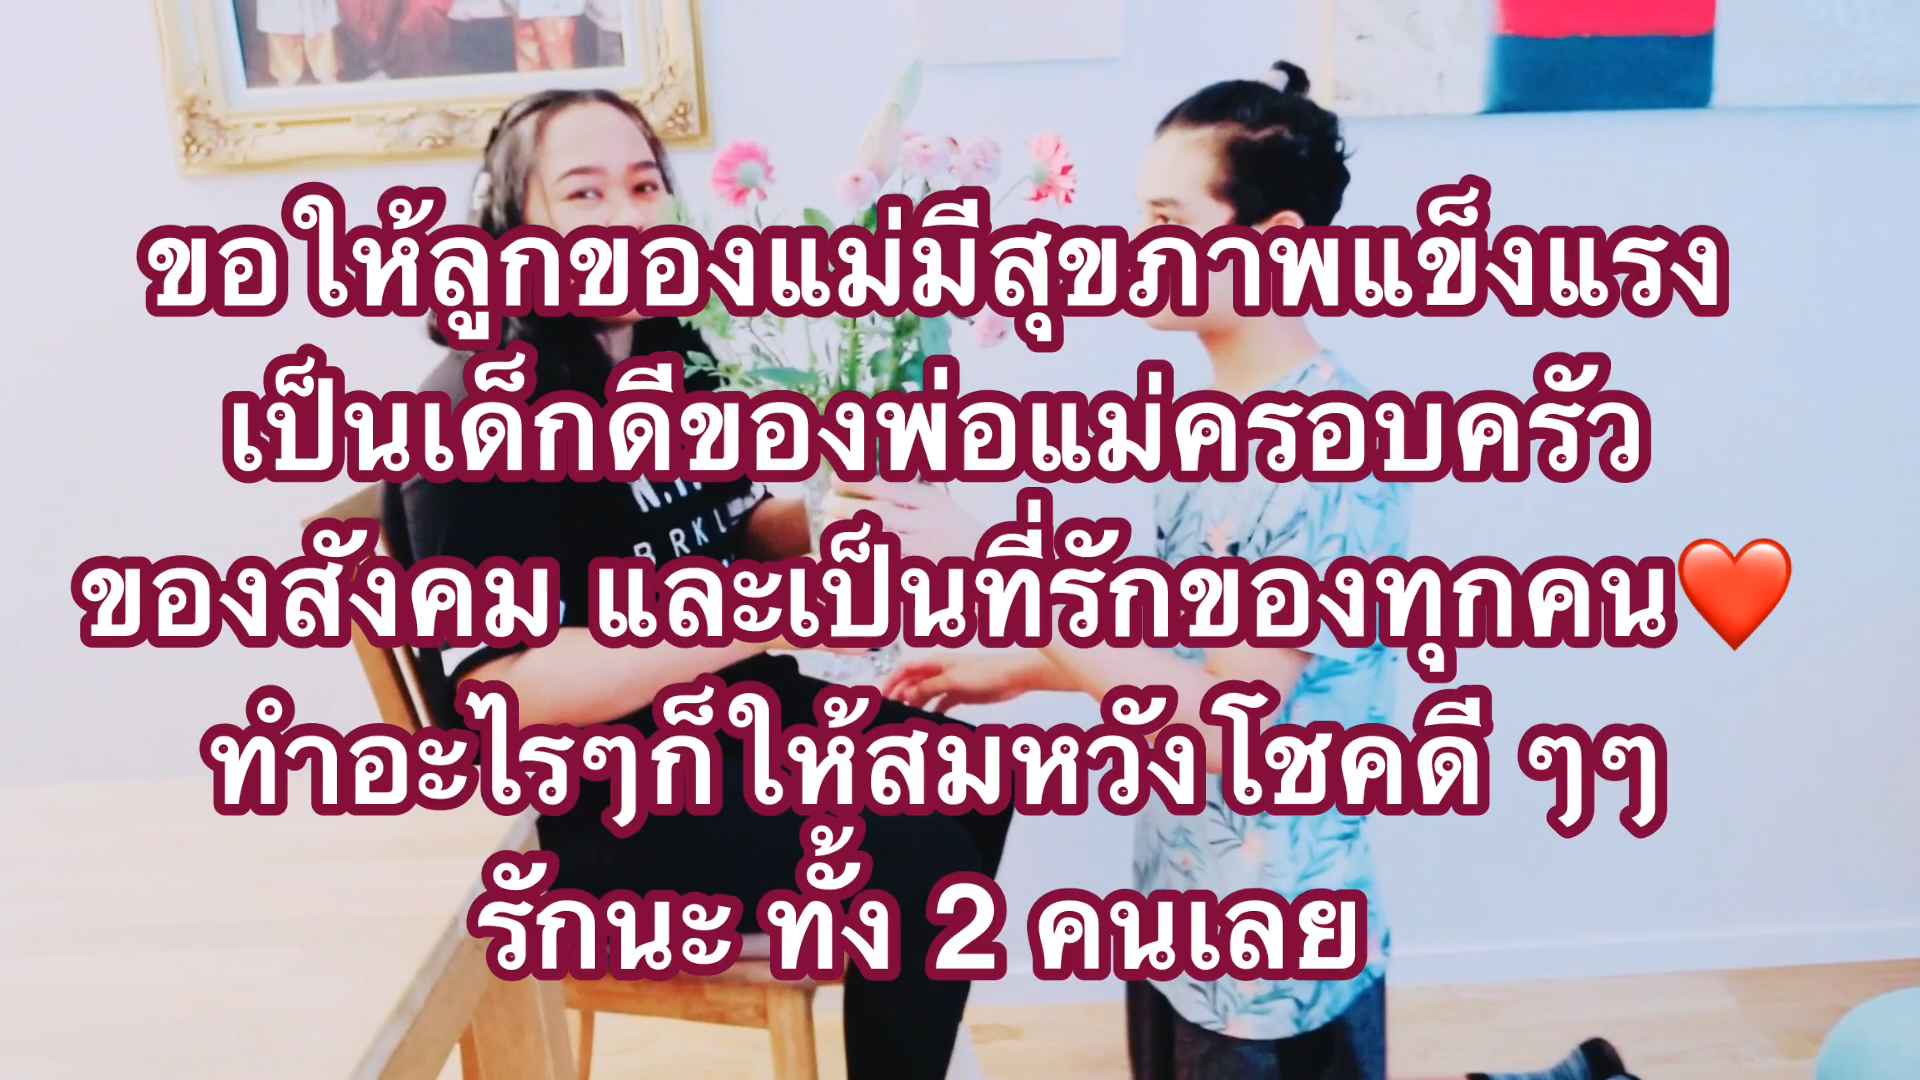 ขอให้ลูกของแม่มีสุขภาพแข็งแรง
เป็นเด็กดีของพ่อแม่ครอบครัว
ของสังคม และเป็นที่รักของทุกคน❤️
ทำอะไรๆก็ให้สมหวังโชคดี ๆๆ
รักนะ ทั้ง 2 คนเลย